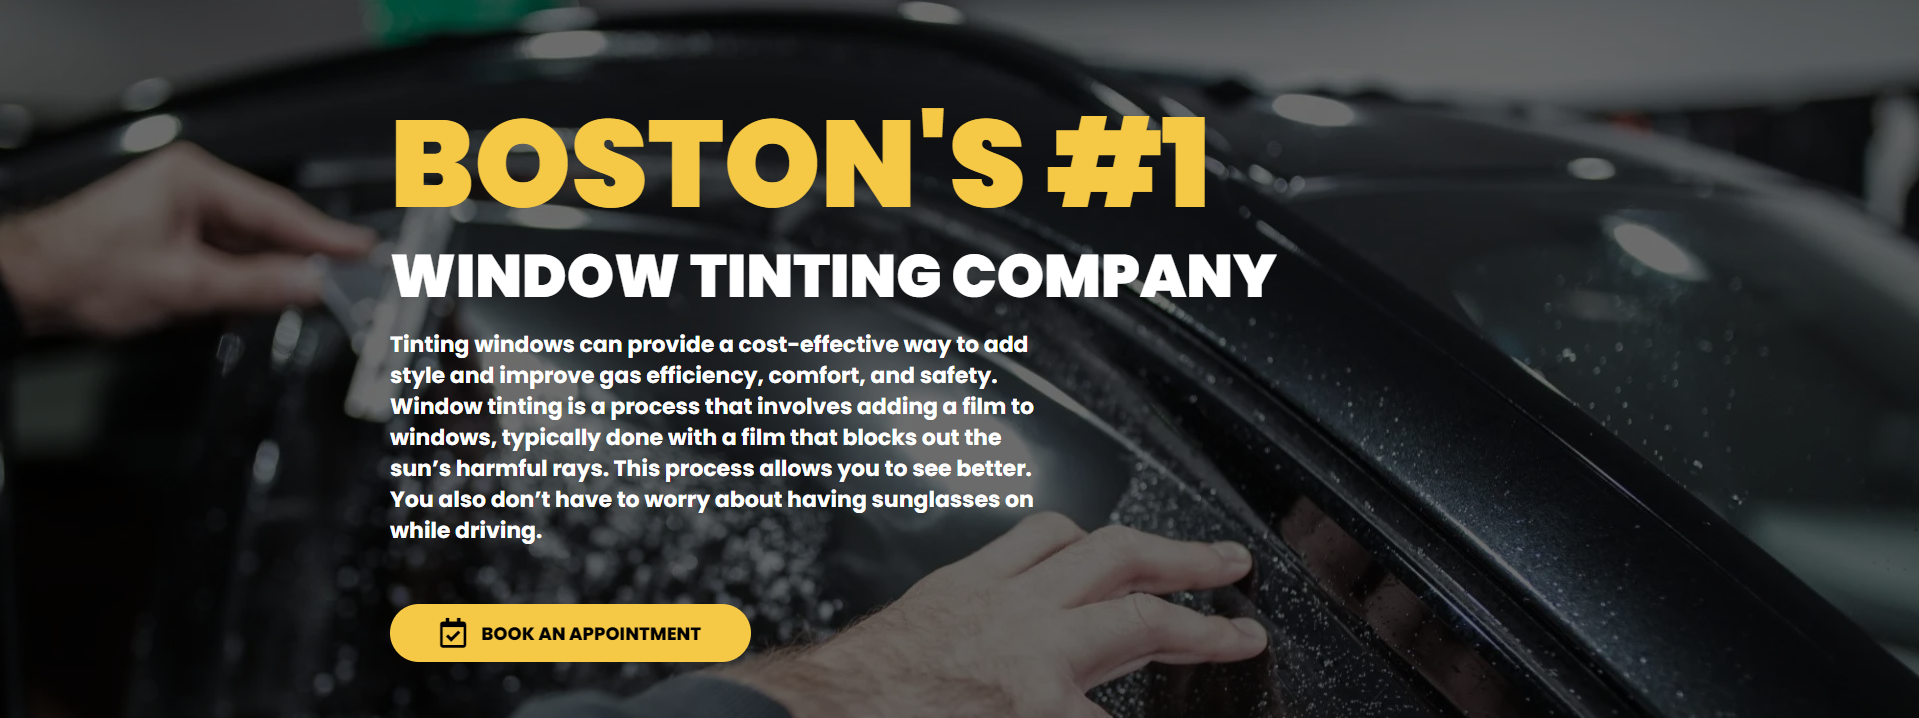 BOSTON'S #1
WINDOW TINTING COMPANY
Tinting windows can provide a cost-effective way to add
style and improve gas efficiency, comfort, and safety.
Window tinting is a process that involves adding a film to
windows, typically done with a film that blocks out the
sun’s harmful rays. This process allows you to see better.
You also don’t have to worry about having sunglasses on
while driving.
BOOK AN APPOINTMENT